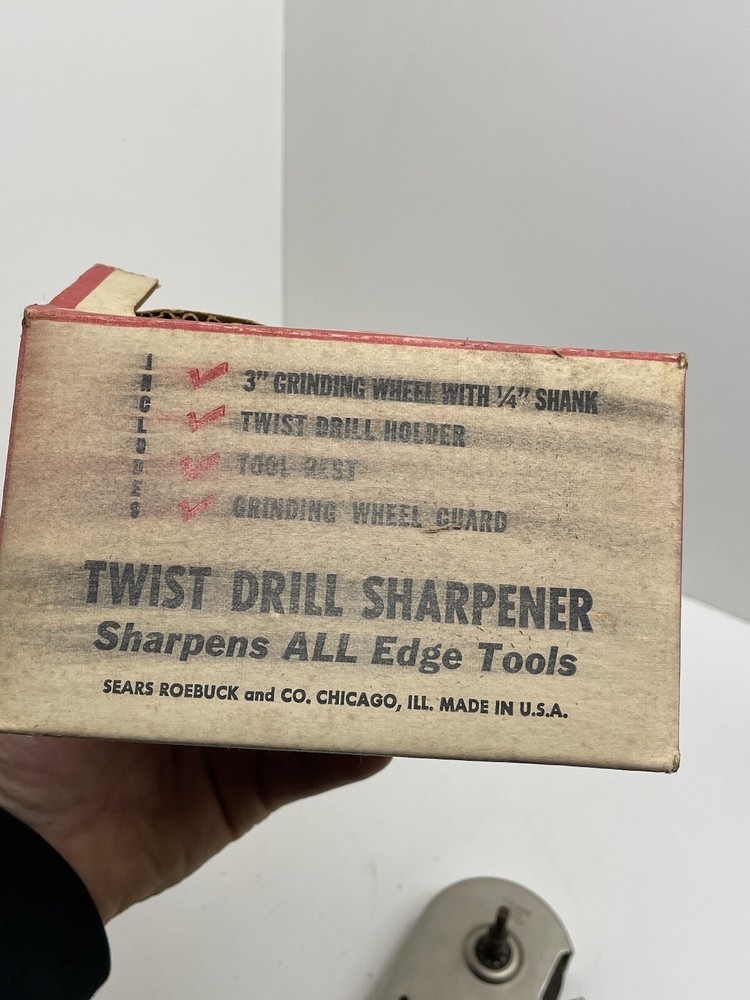 INCLUDES
3" GRINDING WHEEL WITH ¼" SHANK
TWIST DRILL HOLDER
TOOL REST
GRINDING WHEEL GUARD
TWIST DRILL SHARPENER
Sharpens ALL Edge Tools
SEARS ROEBUCK and CO. CHICAGO, ILL. MADE IN U.S.A.